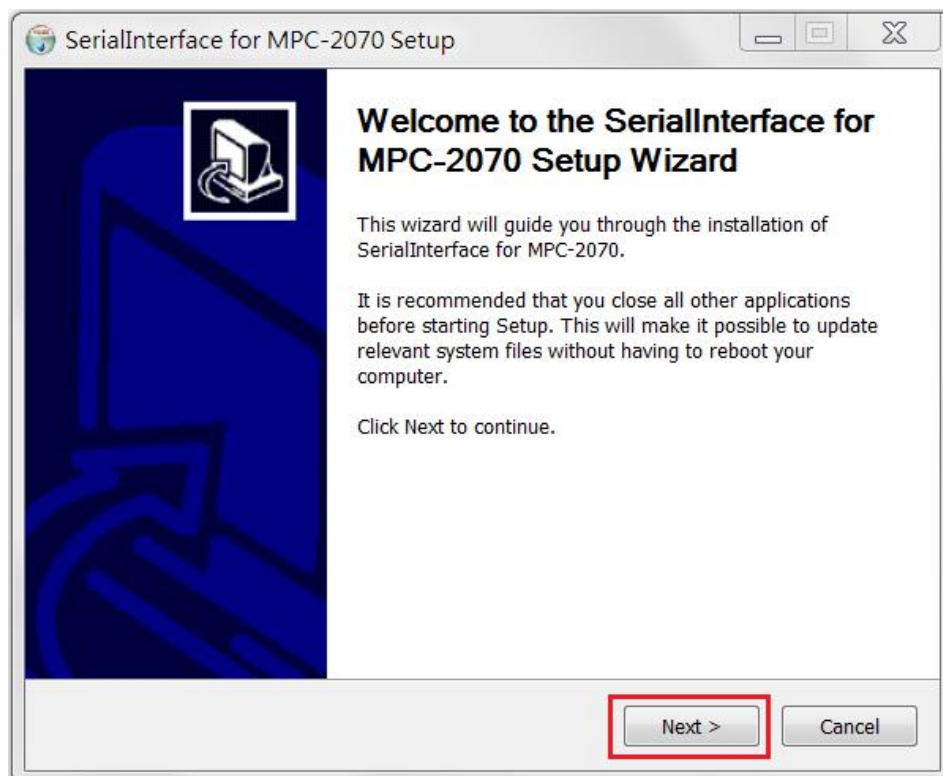 SerialInterface for MPC-2070 Setup
Welcome to the SerialInterface for
MPC-2070 Setup Wizard
This wizard will guide you through the installation of
SerialInterface for MPC-2070.
It is recommended that you close all other applications
before starting Setup. This will make it possible to update
relevant system files without having to reboot your
computer.
Click Next to continue.
Next >
Cancel